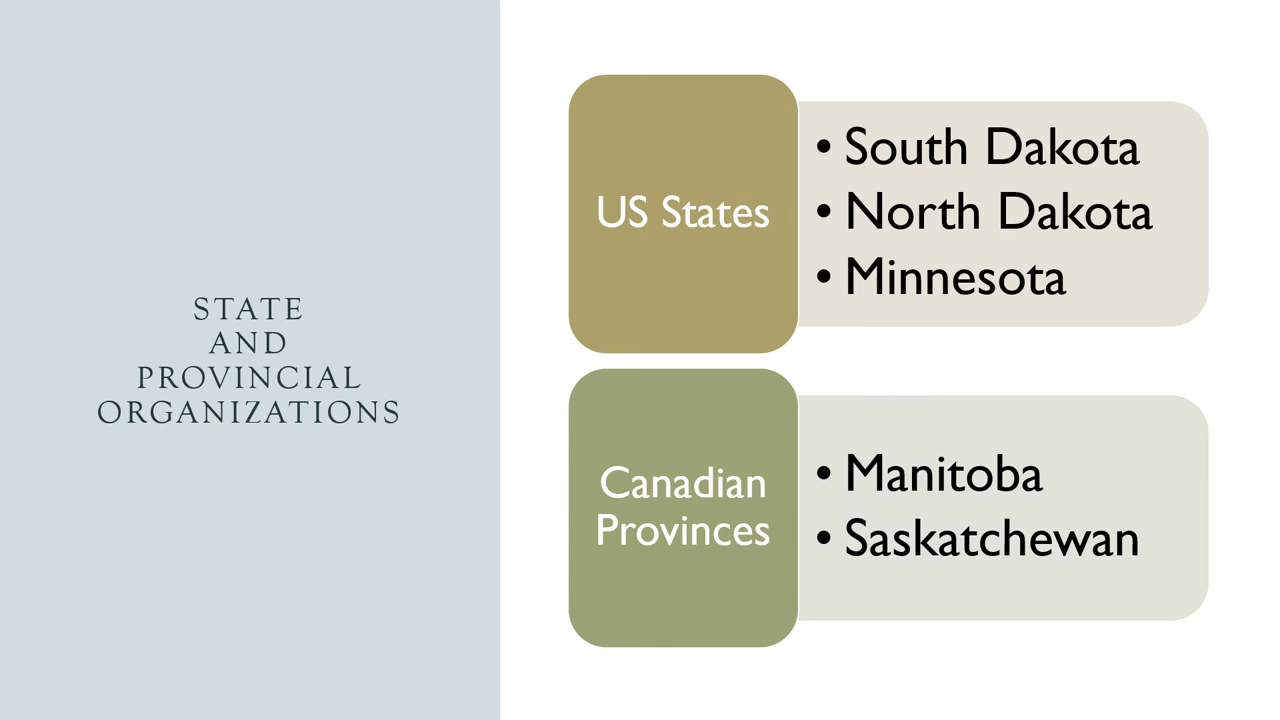 STATE
AND
PROVINCIAL
ORGANIZATIONS
US States
• South Dakota
• North Dakota
• Minnesota
Canadian
Provinces
• Manitoba
• Saskatchewan